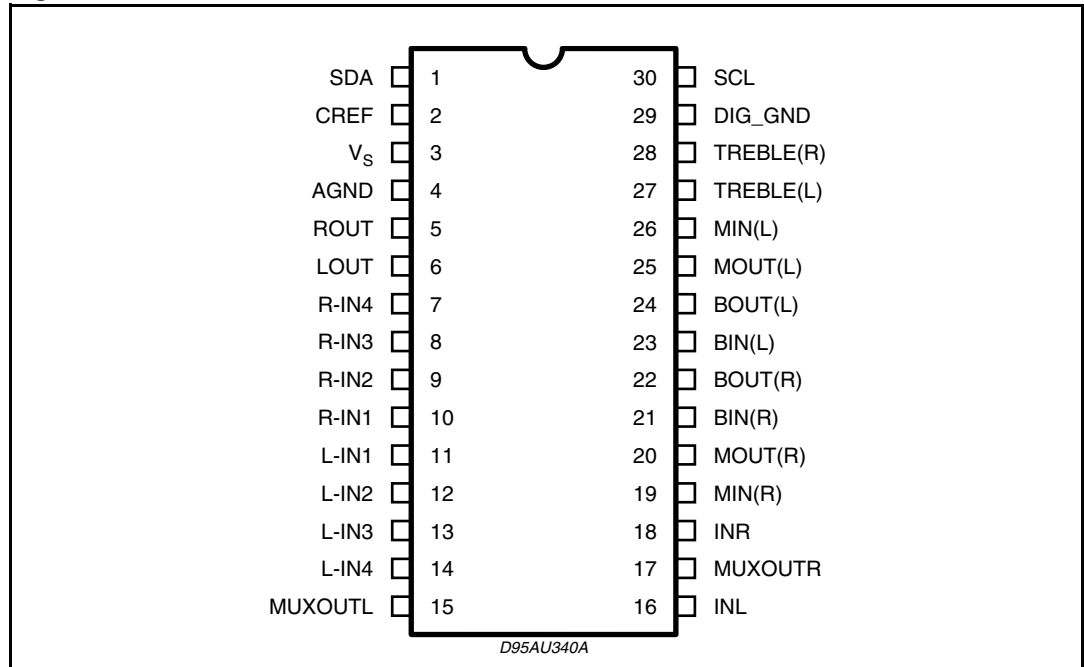 SDA 1 30 SCL
CREF 2 29 DIG_GND
VS 3 28 TREBLE(R)
AGND 4 27 TREBLE(L)
ROUT 5 26 MIN(L)
LOUT 6 25 MOUT(L)
R-IN4 7 24 BOUT(L)
R-IN3 8 23 BIN(L)
R-IN2 9 22 BOUT(R)
R-IN1 10 21 BIN(R)
L-IN1 11 20 MOUT(R)
L-IN2 12 19 MIN(R)
L-IN3 13 18 INR
L-IN4 14 17 MUXOUTR
MUXOUTL 15 16 INL
D95AU340A